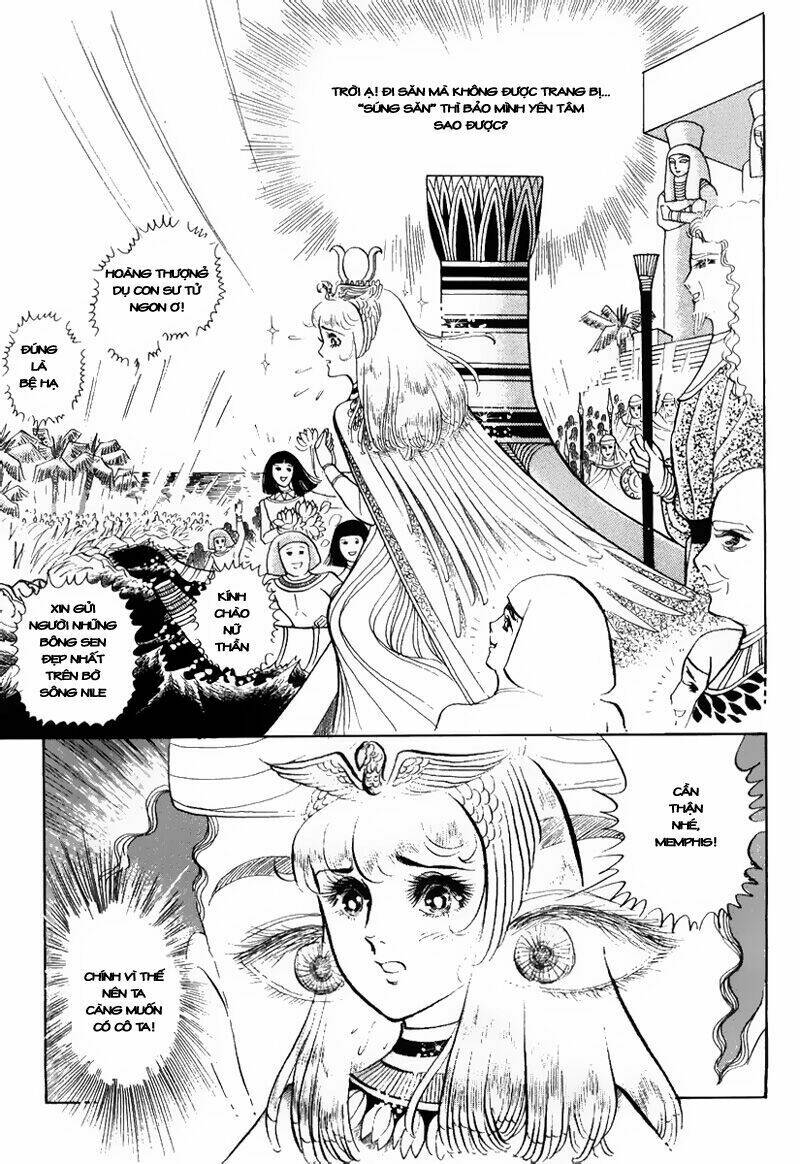 TRỜI Ạ! ĐI SĂN MÀ KHÔNG ĐƯỢC TRANG BỊ...
"SÚNG SĂN" THÌ BẢO MÌNH YÊN TÂM
SAO ĐƯỢC?
HOÀNG THƯỢNG
DỤ CON SƯ TỬ
NGON Ơ!
ĐÚNG
LÀ
BỆ HẠ
XIN GỬI
NGƯỜI NHỮNG
BÔNG SEN
ĐẸP NHẤT
TRÊN BỜ
SÔNG NILE
KÍNH
CHÀO
NỮ
THẦN
CẨN
THẬN
NHÉ,
MEMPHIS!
CHÍNH VÌ THẾ
NÊN TA
CÀNG MUỐN
CÓ CÔ TA!